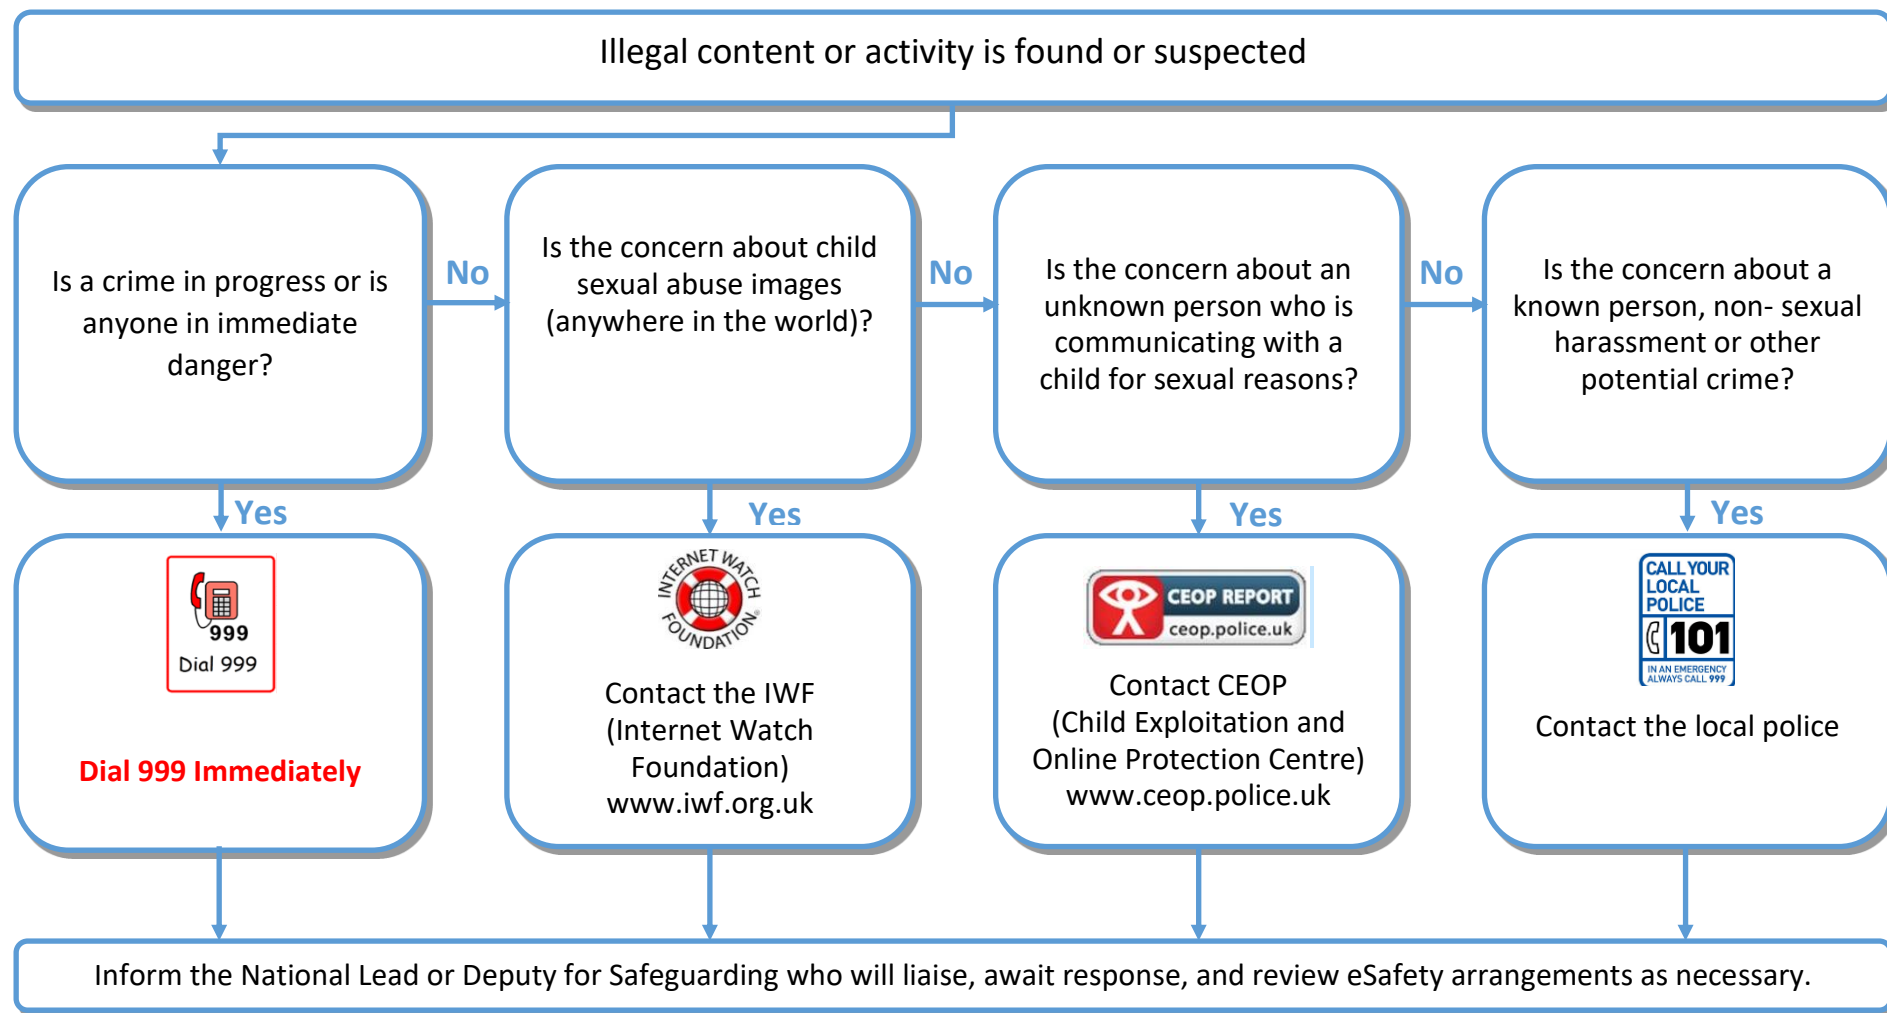 Illegal content or activity is found or suspected
Is a crime in progress or is
anyone in immediate
danger?
No
Is the concern about child
sexual abuse images
(anywhere in the world)?
No
Is the concern about an
unknown person who is
communicating with a
child for sexual reasons?
No
Is the concern about a
known person, non- sexual
harassment or other
potential crime?
Yes
Yes
Yes
Yes
999
Dial 999
Dial 999 Immediately
INTERNET WATCH
FOUNDATION
Contact the IWF
(Internet Watch
Foundation)
www.iwf.org.uk
CEOP REPORT
ceop.police.uk
Contact CEOP
(Child Exploitation and
Online Protection Centre)
www.ceop.police.uk
CALL YOUR
LOCAL
POLICE
101
IN AN EMERGENCY
ALWAYS CALL 999
Contact the local police
Inform the National Lead or Deputy for Safeguarding who will liaise, await response, and review eSafety arrangements as necessary.